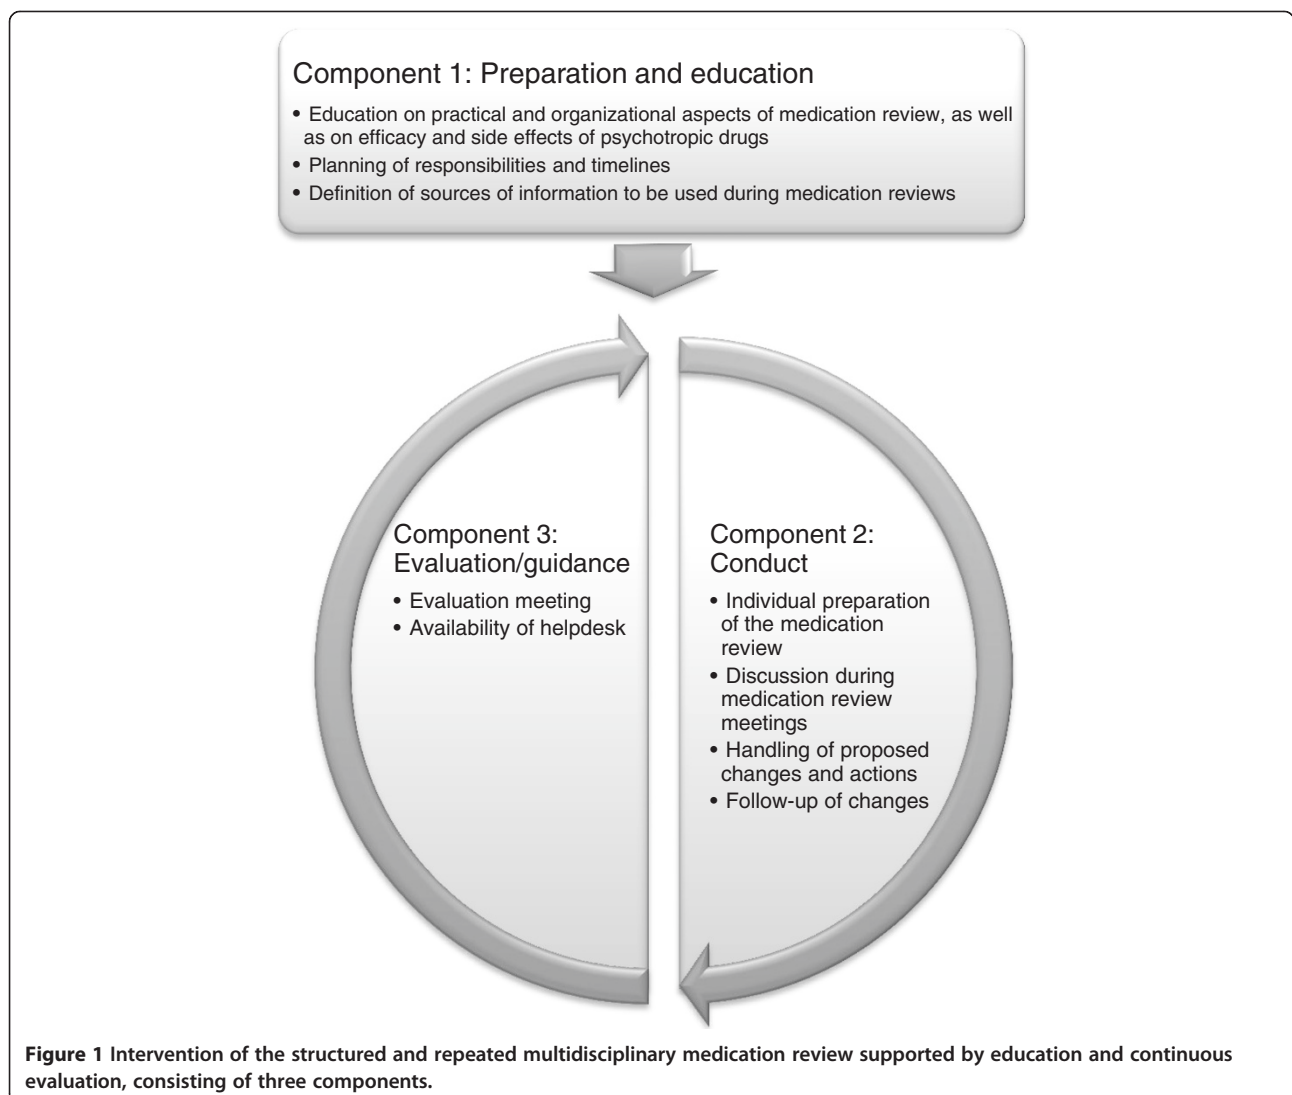 Component 1: Preparation and education
• Education on practical and organizational aspects of medication review, as well
as on efficacy and side effects of psychotropic drugs
• Planning of responsibilities and timelines
• Definition of sources of information to be used during medication reviews
Component 3:
Evaluation/guidance
• Evaluation meeting
• Availability of helpdesk
Component 2:
Conduct
• Individual preparation
of the medication
review
• Discussion during
medication review
meetings
• Handling of proposed
changes and actions
• Follow-up of changes
Figure 1 Intervention of the structured and repeated multidisciplinary medication review supported by education and continuous
evaluation, consisting of three components.